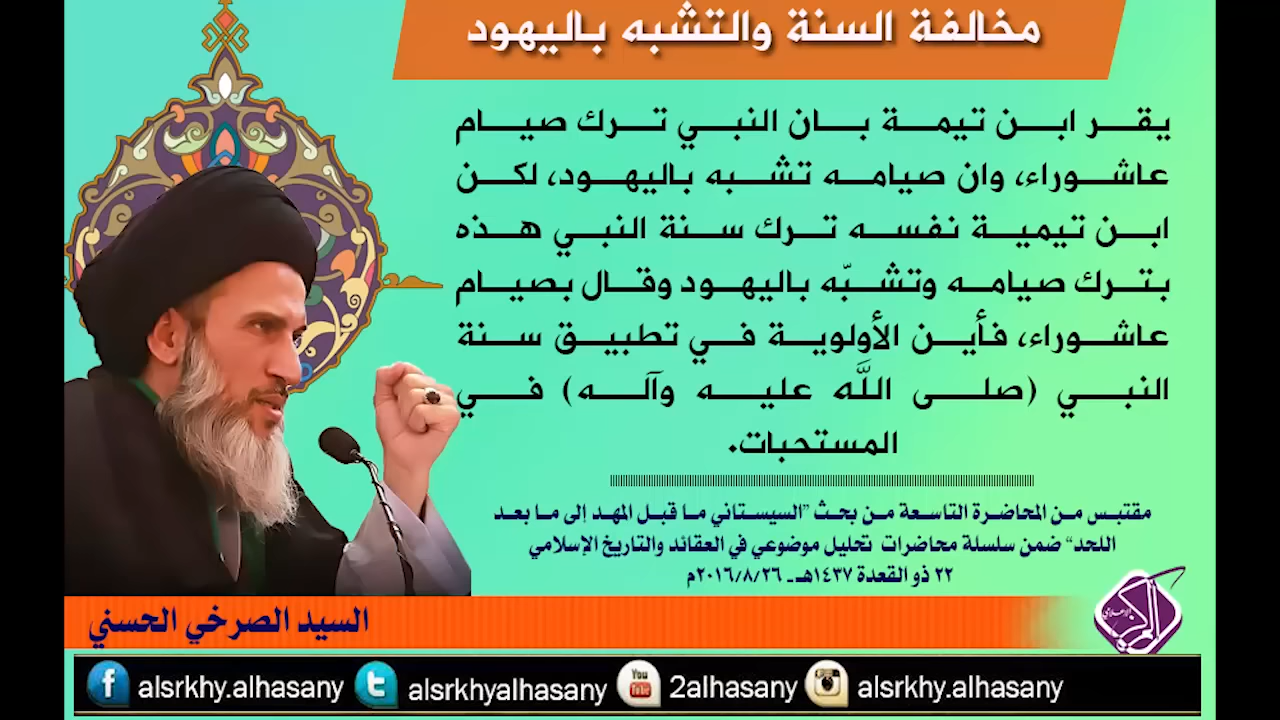 مخالفة السنة والتشبه باليهود
يقر ابن تيمة بان النبي ترك صيام
عاشوراء، وان صيامه تشبه باليهود، لكن
ابن تيميية نفسه ترك سنة النبي هذه
بترك صيامه وتشبّه باليهود وقال بصيام
عاشوراء، فأين الأولوية في تطبيق سنة
النبي (صلى اللَّه عليه وآله) في
المستحبات.
مقتبس من المحاضرة التاسعة من بحث "السيستاني ما قبل المهد إلى ما بعد
اللحد" ضمن سلسلة محاضرات تحليل موضوعي في العقائد والتاريخ الإسلامي
٢٢ ذو القعدة ١٤٣٧هـ - ٢٠١٦/٨/٢٦م
السيد الصرخي الحسني
alsrkhy.alhasany alsrkhyalhasany You Tube 2alhasany alsrkhy.alhasany